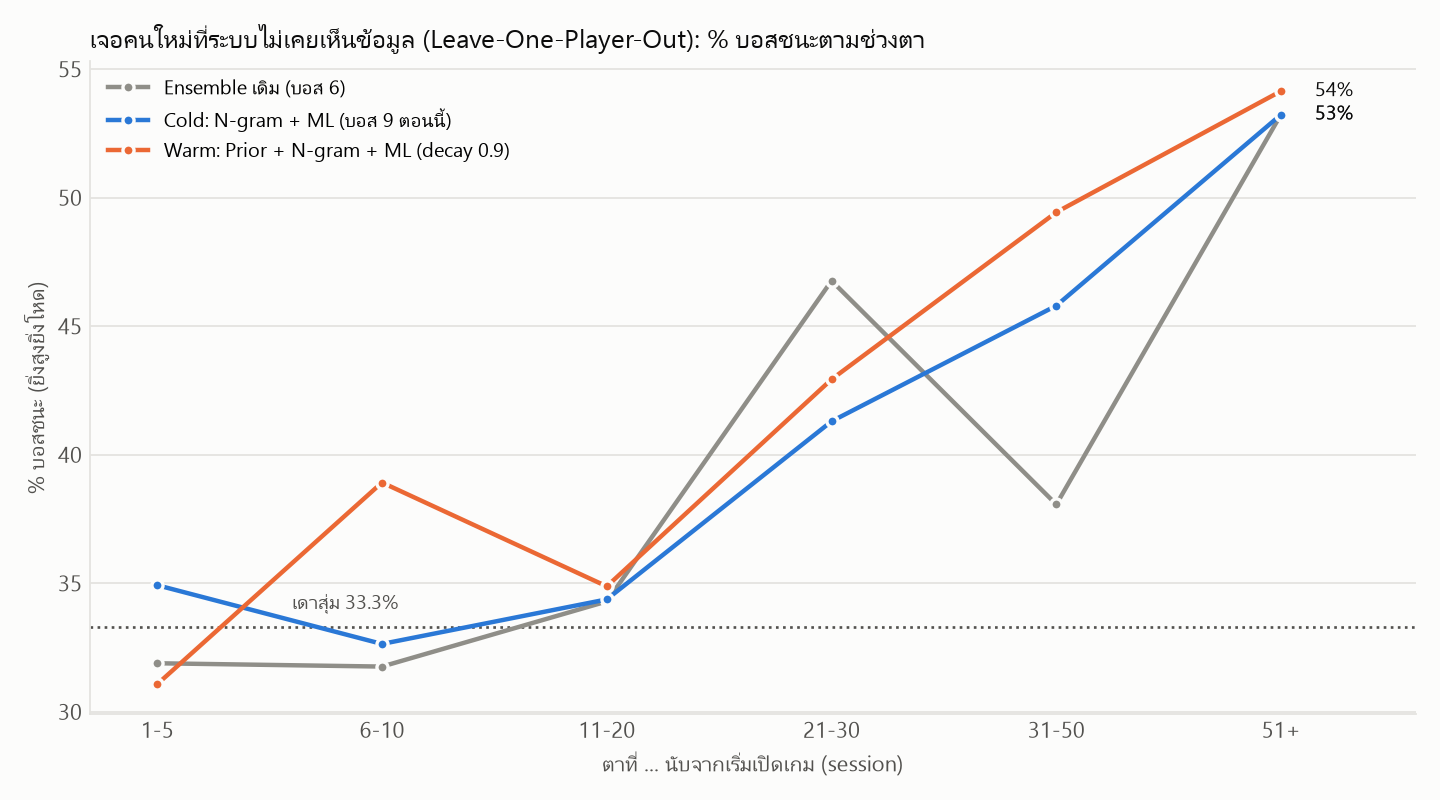 เจอคนใหม่ที่ระบบไม่เคยเห็นข้อมูล (Leave-One-Player-Out): % บอสชนะตามช่วงตา
Ensemble เดิม (บอส 6)
Cold: N-gram + ML (บอส 9 ตอนนี้)
Warm: Prior + N-gram + ML (decay 0.9)
54%
53%
55
50
45
40
35
30
% บอสชนะ (ยิ่งสูงยิ่งโหด)
เดาสุ่ม 33.3%
1-5
6-10
11-20
21-30
31-50
51+
ตาที่ ... นับจากเริ่มเปิดเกม (session)